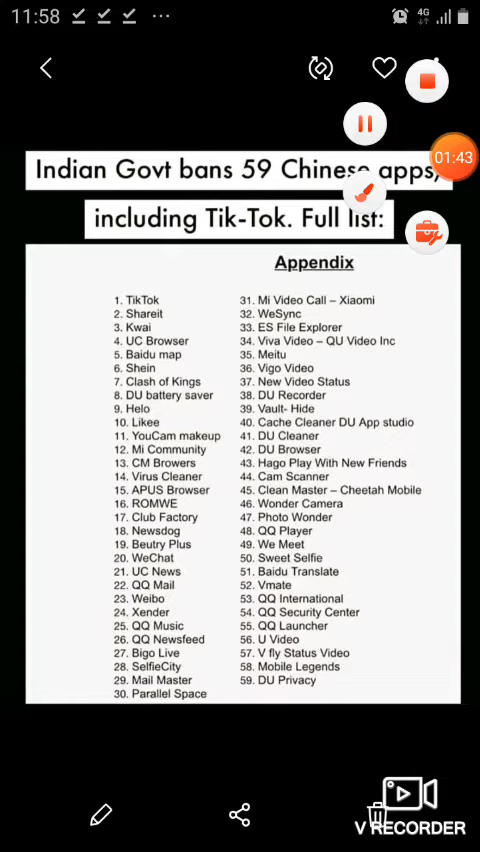 11:58
4G
01:43
Indian Govt bans 59 Chinese apps,
including Tik-Tok. Full list:
Appendix
1. TikTok
2. Shareit
3. Kwai
4. UC Browser
5. Baidu map
6. Shein
7. Clash of Kings
8. DU battery saver
9. Helo
10. Likee
11. YouCam makeup
12. Mi Community
13. CM Browers
14. Virus Cleaner
15. APUS Browser
16. ROMWE
17. Club Factory
18. Newsdog
19. Beutry Plus
20. WeChat
21. UC News
22. QQ Mail
23. Weibo
24. Xender
25. QQ Music
26. QQ Newsfeed
27. Bigo Live
28. SelfieCity
29. Mail Master
30. Parallel Space
31. Mi Video Call – Xiaomi
32. WeSync
33. ES File Explorer
34. Viva Video – QU Video Inc
35. Meitu
36. Vigo Video
37. New Video Status
38. DU Recorder
39. Vault- Hide
40. Cache Cleaner DU App studio
41. DU Cleaner
42. DU Browser
43. Hago Play With New Friends
44. Cam Scanner
45. Clean Master – Cheetah Mobile
46. Wonder Camera
47. Photo Wonder
48. QQ Player
49. We Meet
50. Sweet Selfie
51. Baidu Translate
52. Vmate
53. QQ International
54. QQ Security Center
55. QQ Launcher
56. U Video
57. V fly Status Video
58. Mobile Legends
59. DU Privacy
V RECORDER